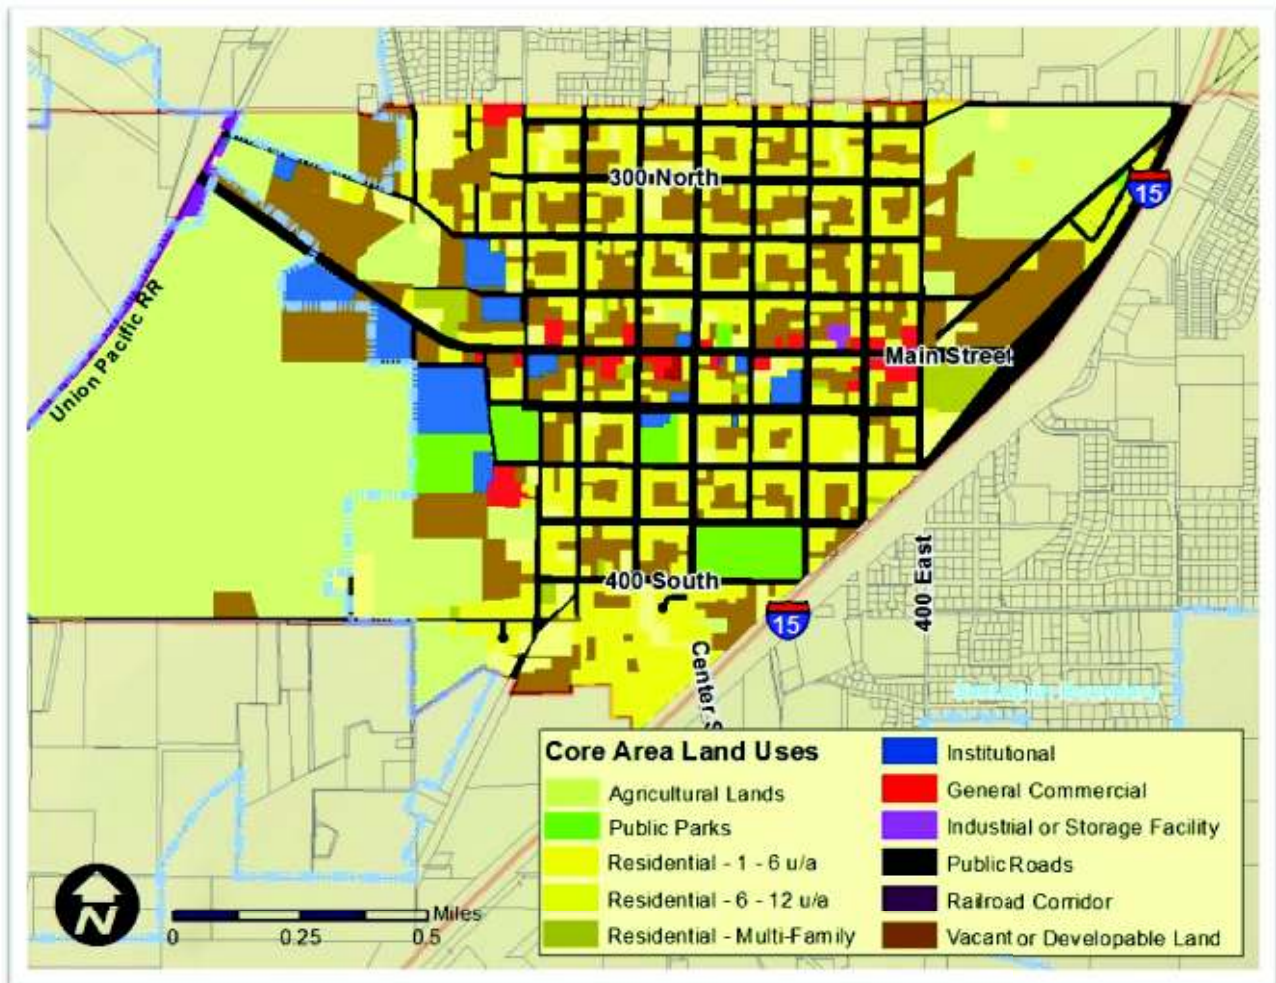 300 North
15
Union Pacific RR
Main Street
400 South
400 East
15
Center S
Core Area Land Uses
Agricultural Lands
Public Parks
Residential - 1 - 6 u/a
Residential - 6 - 12 u/a
Residential - Multi-Family
Institutional
General Commercial
Industrial or Storage Facility
Public Roads
Railroad Corridor
Vacant or Developable Land
N
Miles
0 0.25 0.5